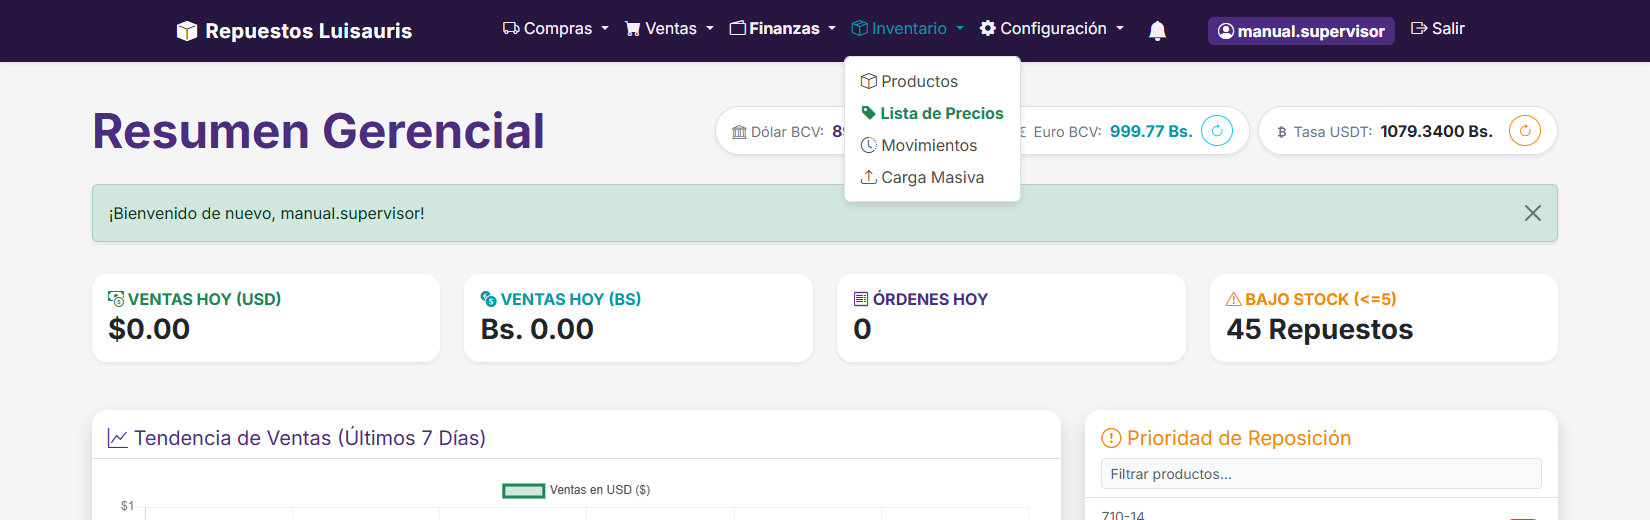 Repuestos Luisauris
Compras
Ventas
Finanzas
Inventario
Configuración
manual.supervisor
Salir
Productos
Lista de Precios
Movimientos
Carga Masiva
Resumen Gerencial
Dólar BCV:
Euro BCV: 999.77 Bs.
Tasa USDT: 1079.3400 Bs.
¡Bienvenido de nuevo, manual.supervisor!
VENTAS HOY (USD)
$0.00
VENTAS HOY (BS)
Bs. 0.00
ÓRDENES HOY
0
BAJO STOCK (<=5)
45 Repuestos
Tendencia de Ventas (Últimos 7 Días)
Ventas en USD ($)
$1
Prioridad de Reposición
Filtrar productos...
710-14